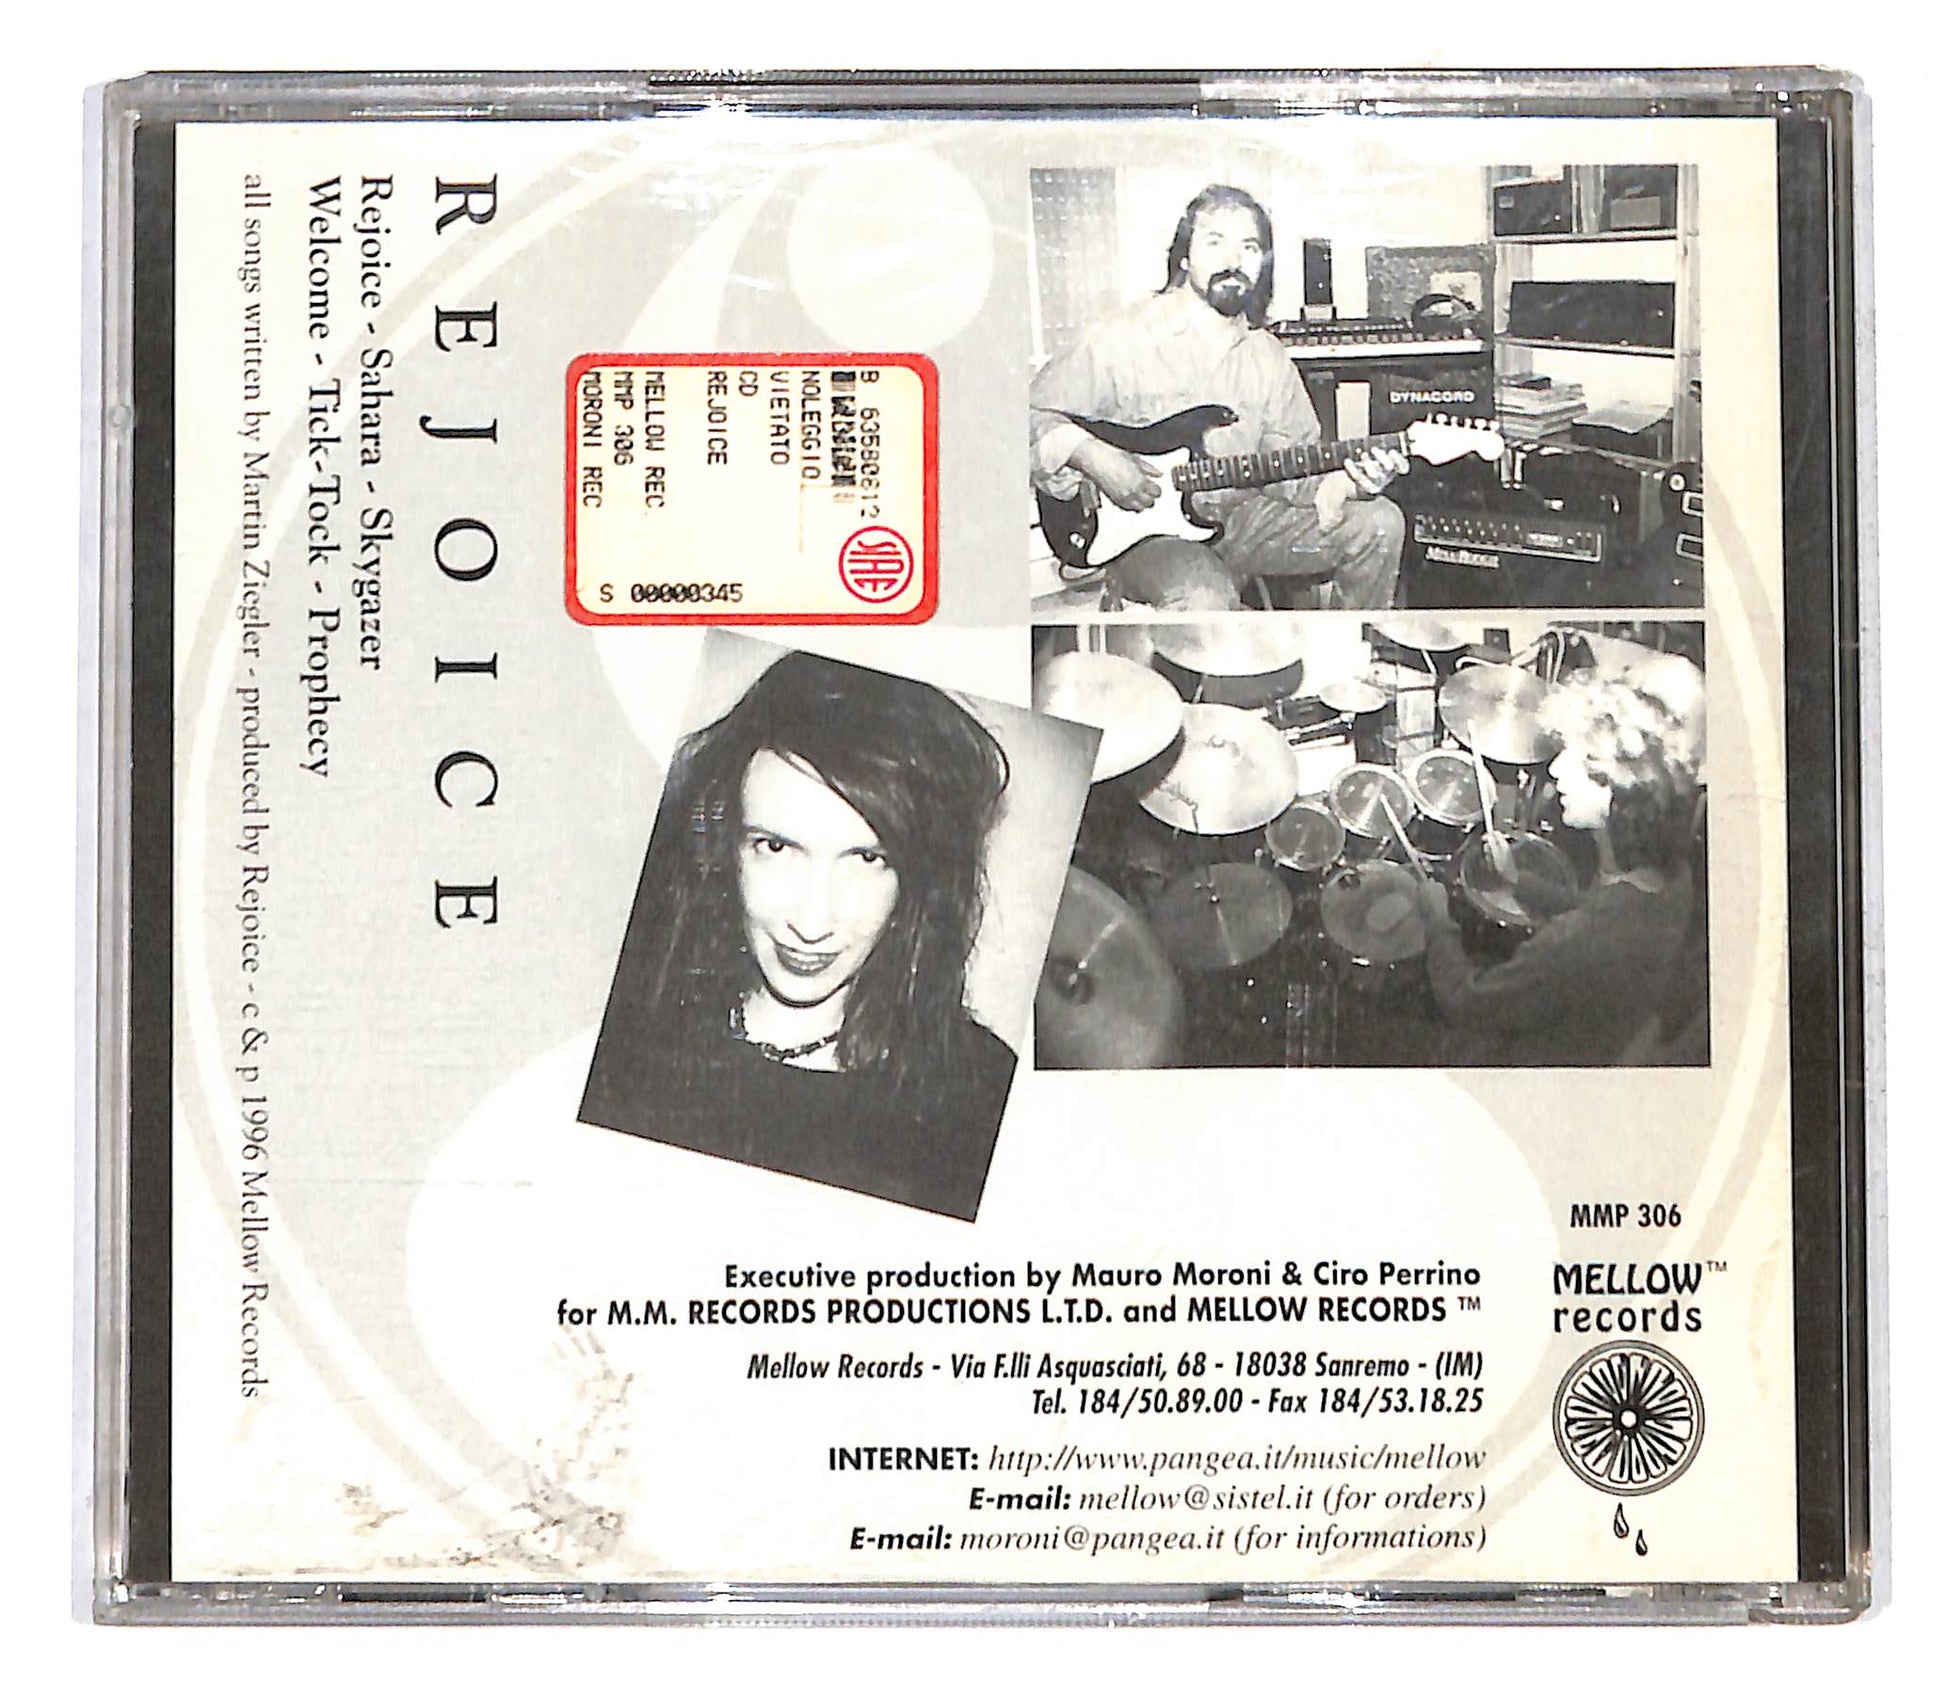 REJOICE
Rejoice - Sahara - Skygazer
Welcome - Tick-Tock - Prophecy
all songs written by Martin Ziegler - produced by Rejoice - c & p 1996 Mellow Records
B 63580612
NOLEGGIO
VIETATO
CD
REJOICE
MELLOW REC.
MMP 306
MORONI REC
S 00000345
SIAE
DYNACORD
MMP 306
MELLOW™
records
Executive production by Mauro Moroni & Ciro Perrino
for M.M. RECORDS PRODUCTIONS L.T.D. and MELLOW RECORDS ™
Mellow Records - Via F.lli Asquasciati, 68 - 18038 Sanremo - (IM)
Tel. 184/50.89.00 - Fax 184/53.18.25
INTERNET: http://www.pangea.it/music/mellow
E-mail: mellow@sistel.it (for orders)
E-mail: moroni@pangea.it (for informations)